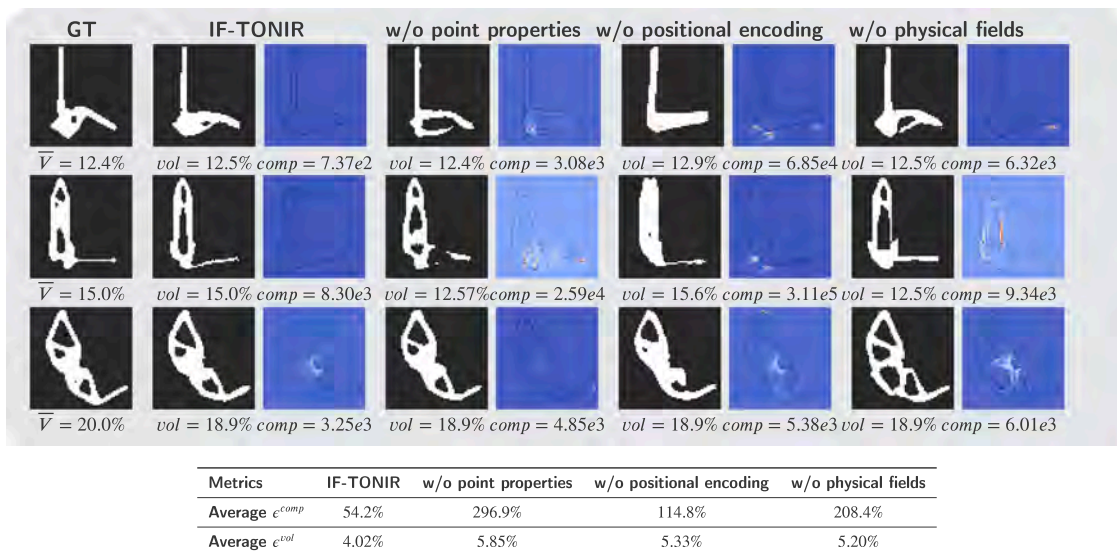 GT IF-TONIR w/o point properties w/o positional encoding w/o physical fields
V̅ = 12.4% vol = 12.5% comp = 7.37e2 vol = 12.4% comp = 3.08e3 vol = 12.9% comp = 6.85e4 vol = 12.5% comp = 6.32e3
V̅ = 15.0% vol = 15.0% comp = 8.30e3 vol = 12.57% comp = 2.59e4 vol = 15.6% comp = 3.11e5 vol = 12.5% comp = 9.34e3
V̅ = 20.0% vol = 18.9% comp = 3.25e3 vol = 18.9% comp = 4.85e3 vol = 18.9% comp = 5.38e3 vol = 18.9% comp = 6.01e3
Metrics IF-TONIR w/o point properties w/o positional encoding w/o physical fields
Average ϵ^comp 54.2% 296.9% 114.8% 208.4%
Average ϵ^vol 4.02% 5.85% 5.33% 5.20%